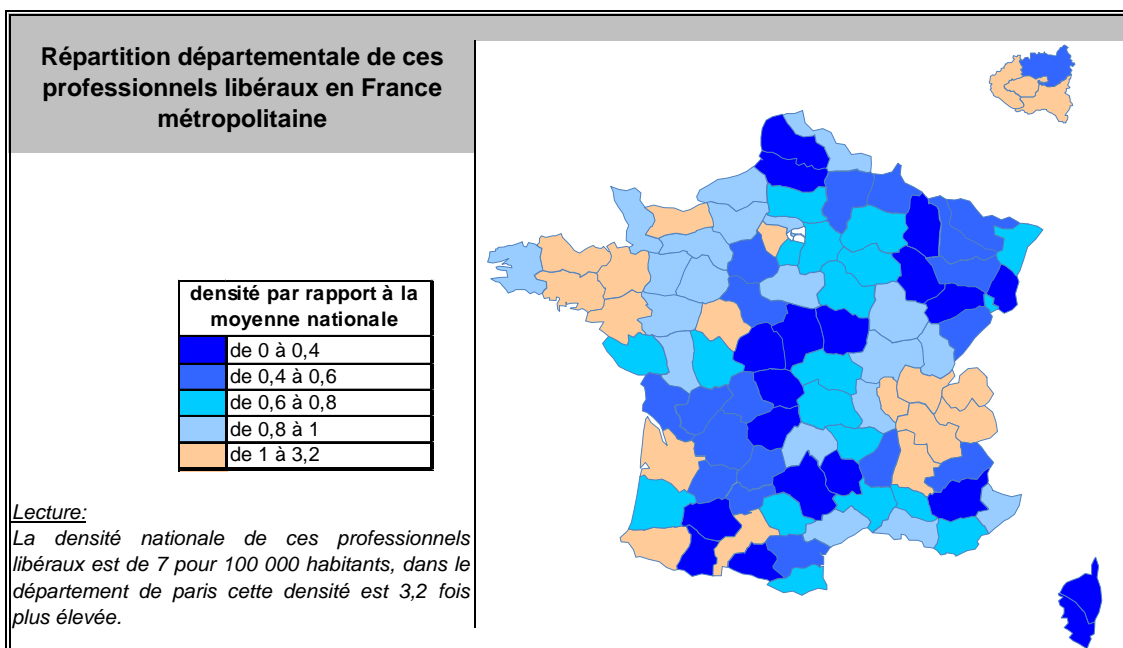 Répartition départementale de ces
professionnels libéraux en France
métropolitaine
densité par rapport à la
moyenne nationale
de 0 à 0,4
de 0,4 à 0,6
de 0,6 à 0,8
de 0,8 à 1
de 1 à 3,2
Lecture:
La densité nationale de ces professionnels
libéraux est de 7 pour 100 000 habitants, dans le
département de paris cette densité est 3,2 fois
plus élevée.